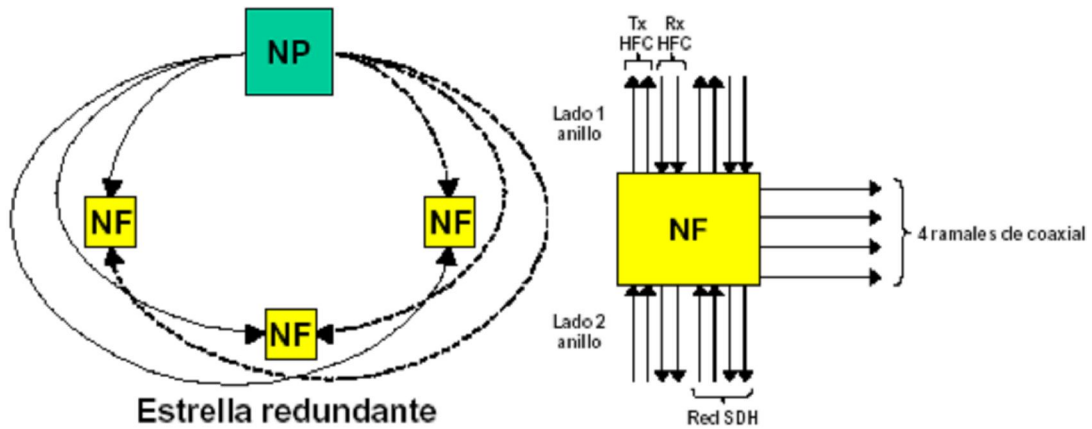 NP
NF
NF
NF
Estrella redundante
Tx Rx
HFC HFC
Lado 1
anillo
NF
4 ramales de coaxial
Lado 2
anillo
Red SDH